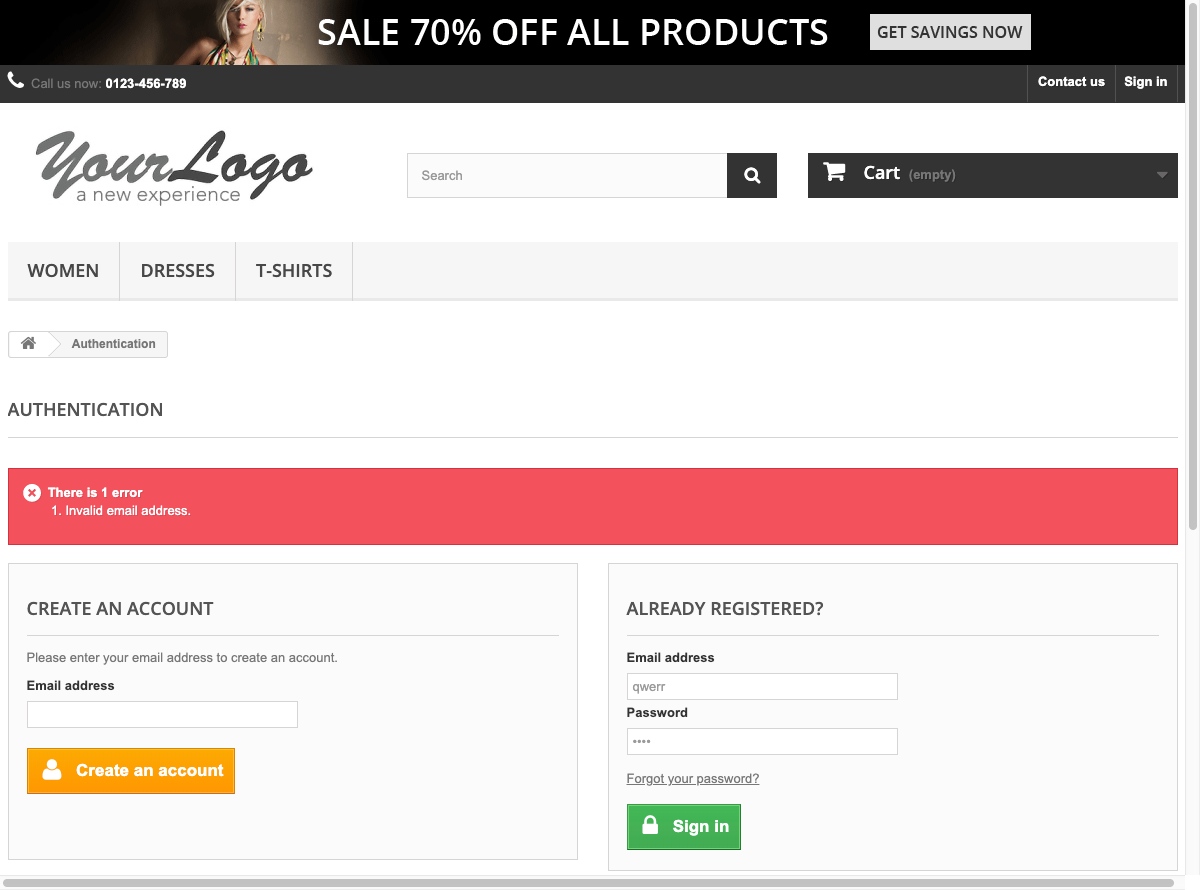 SALE 70% OFF ALL PRODUCTS
GET SAVINGS NOW
Call us now: 0123-456-789
Contact us
Sign in
YourLogo
a new experience
Search
Cart (empty)
WOMEN
DRESSES
T-SHIRTS
Authentication
AUTHENTICATION
There is 1 error
1. Invalid email address.
CREATE AN ACCOUNT
Please enter your email address to create an account.
Email address
Create an account
ALREADY REGISTERED?
Email address
qwerr
Password
••••
Forgot your password?
Sign in